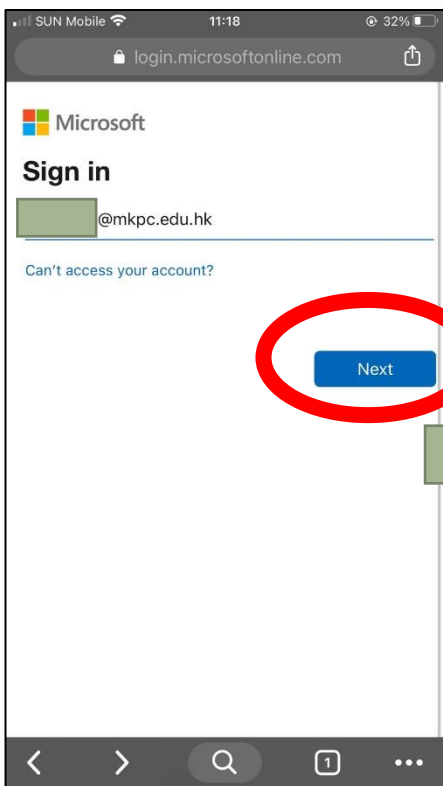 SUN Mobile 11:18 32%
login.microsoftonline.com
Microsoft
Sign in
@mkpc.edu.hk
Can't access your account?
Next
1